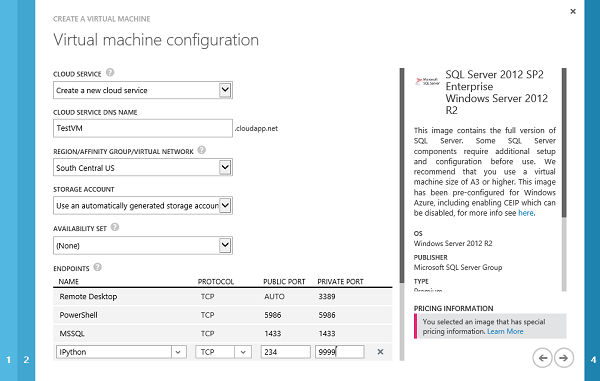 CREATE A VIRTUAL MACHINE
Virtual machine configuration
CLOUD SERVICE ?
Create a new cloud service
CLOUD SERVICE DNS NAME
TestVM .cloudapp.net
REGION/AFFINITY GROUP/VIRTUAL NETWORK ?
South Central US
STORAGE ACCOUNT
Use an automatically generated storage accoun
AVAILABILITY SET ?
(None)
ENDPOINTS ?
NAME PROTOCOL PUBLIC PORT PRIVATE PORT
Remote Desktop TCP AUTO 3389
PowerShell TCP 5986 5986
MSSQL TCP 1433 1433
IPython TCP 234 9999
Microsoft
SQL Server
SQL Server 2012 SP2
Enterprise
Windows Server 2012
R2
This image contains the full version of
SQL Server. Some SQL Server
components require additional setup
and configuration before use. We
recommend that you use a virtual
machine size of A3 or higher. This image
has been pre-configured for Windows
Azure, including enabling CEIP which can
be disabled, for more info see here.
OS
Windows Server 2012 R2
PUBLISHER
Microsoft SQL Server Group
TYPE
Premium
PRICING INFORMATION
You selected an image that has special
pricing information. Learn More
1 2
4